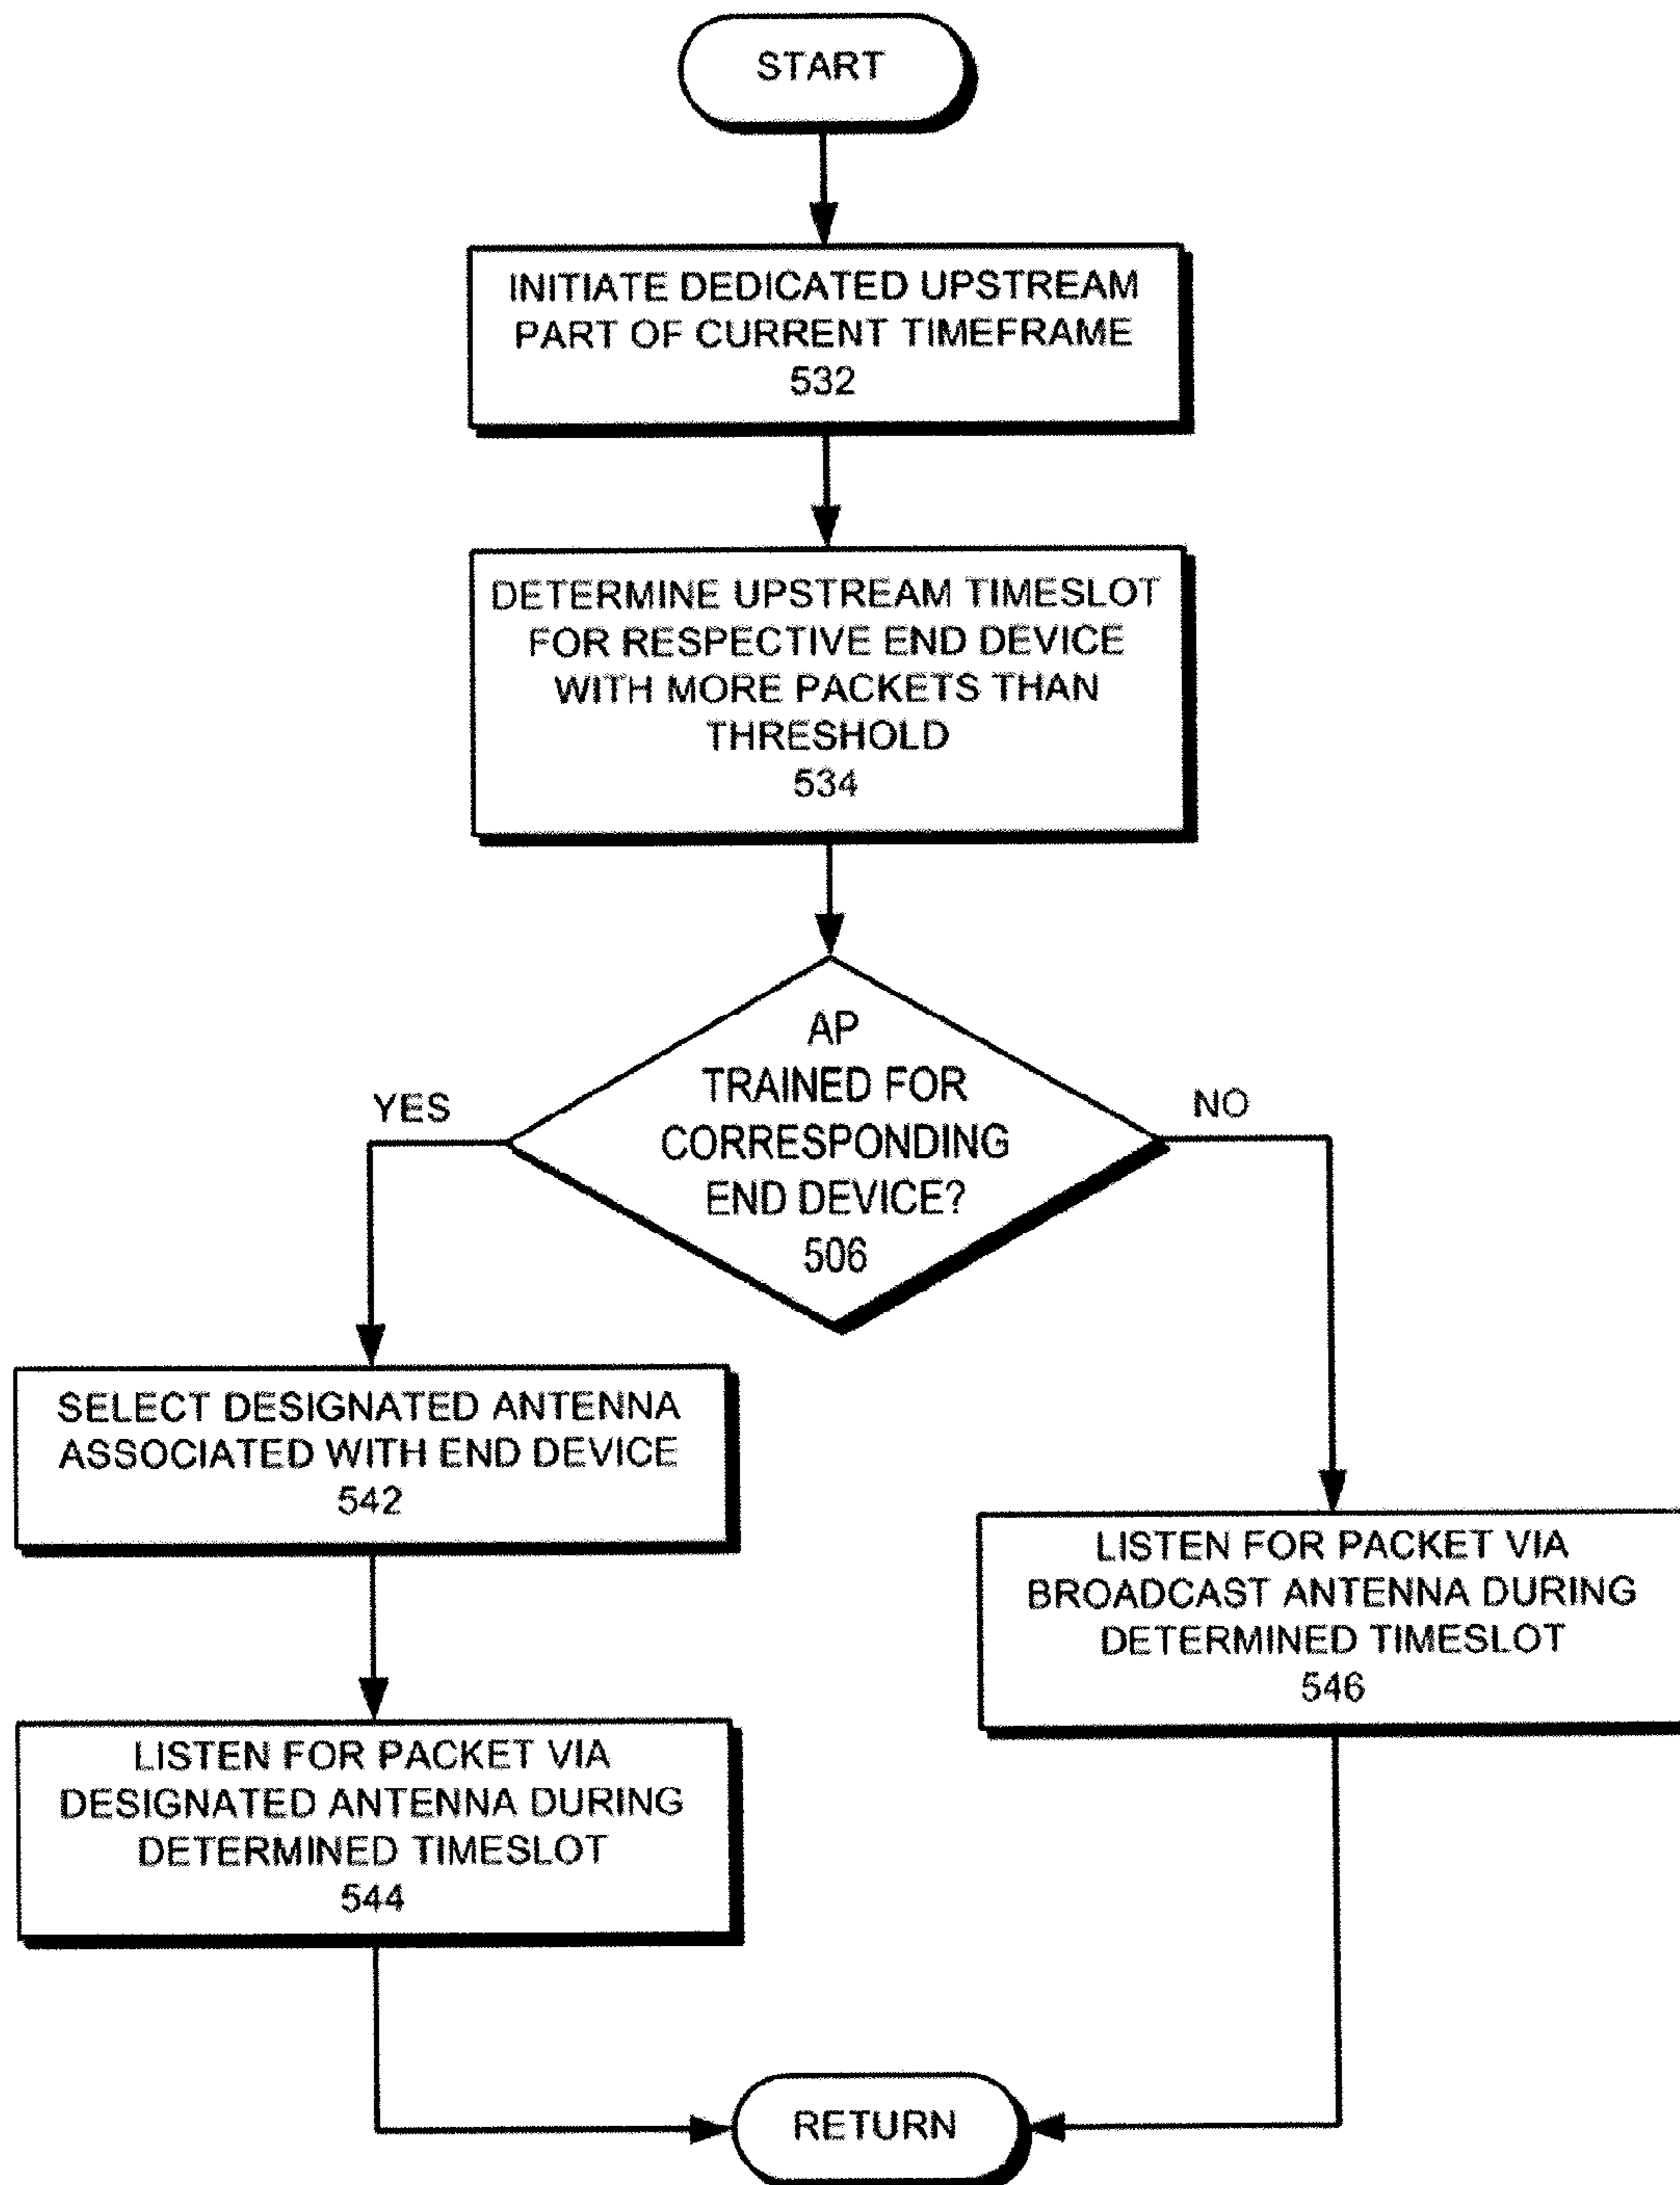 START
INITIATE DEDICATED UPSTREAM
PART OF CURRENT TIMEFRAME
532
DETERMINE UPSTREAM TIMESLOT
FOR RESPECTIVE END DEVICE
WITH MORE PACKETS THAN
THRESHOLD
534
AP
TRAINED FOR
CORRESPONDING
END DEVICE?
506
YES
NO
SELECT DESIGNATED ANTENNA
ASSOCIATED WITH END DEVICE
542
LISTEN FOR PACKET VIA
DESIGNATED ANTENNA DURING
DETERMINED TIMESLOT
544
LISTEN FOR PACKET VIA
BROADCAST ANTENNA DURING
DETERMINED TIMESLOT
546
RETURN